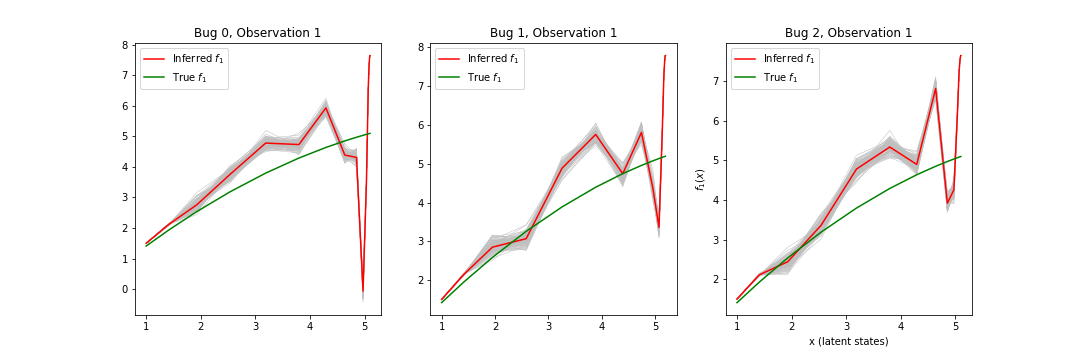 Bug 0, Observation 1
Inferred f₁
True f₁
8
7
6
5
4
3
2
1
0
1 2 3 4 5
Bug 1, Observation 1
Inferred f₁
True f₁
8
7
6
5
4
3
2
1 2 3 4 5
Bug 2, Observation 1
Inferred f₁
True f₁
f₁(x)
7
6
5
4
3
2
1 2 3 4 5
x (latent states)